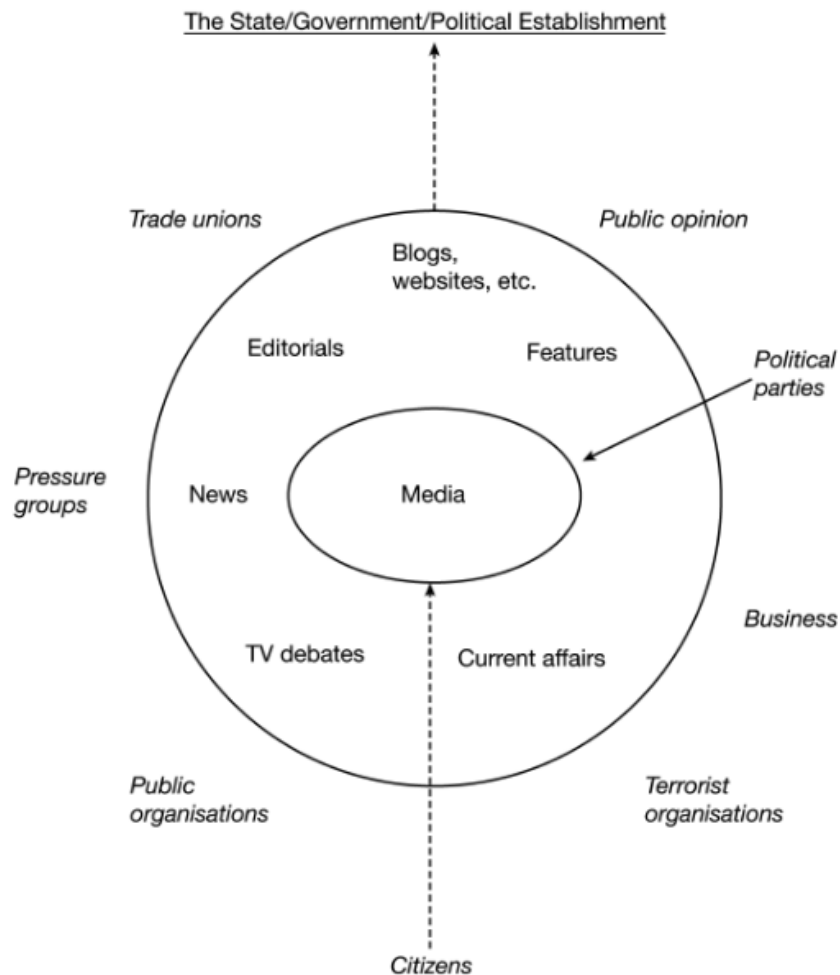 The State/Government/Political Establishment
Trade unions
Public opinion
Blogs,
websites, etc.
Editorials
Features
Political
parties
Pressure
groups
News
Media
Business
TV debates
Current affairs
Public
organisations
Terrorist
organisations
Citizens